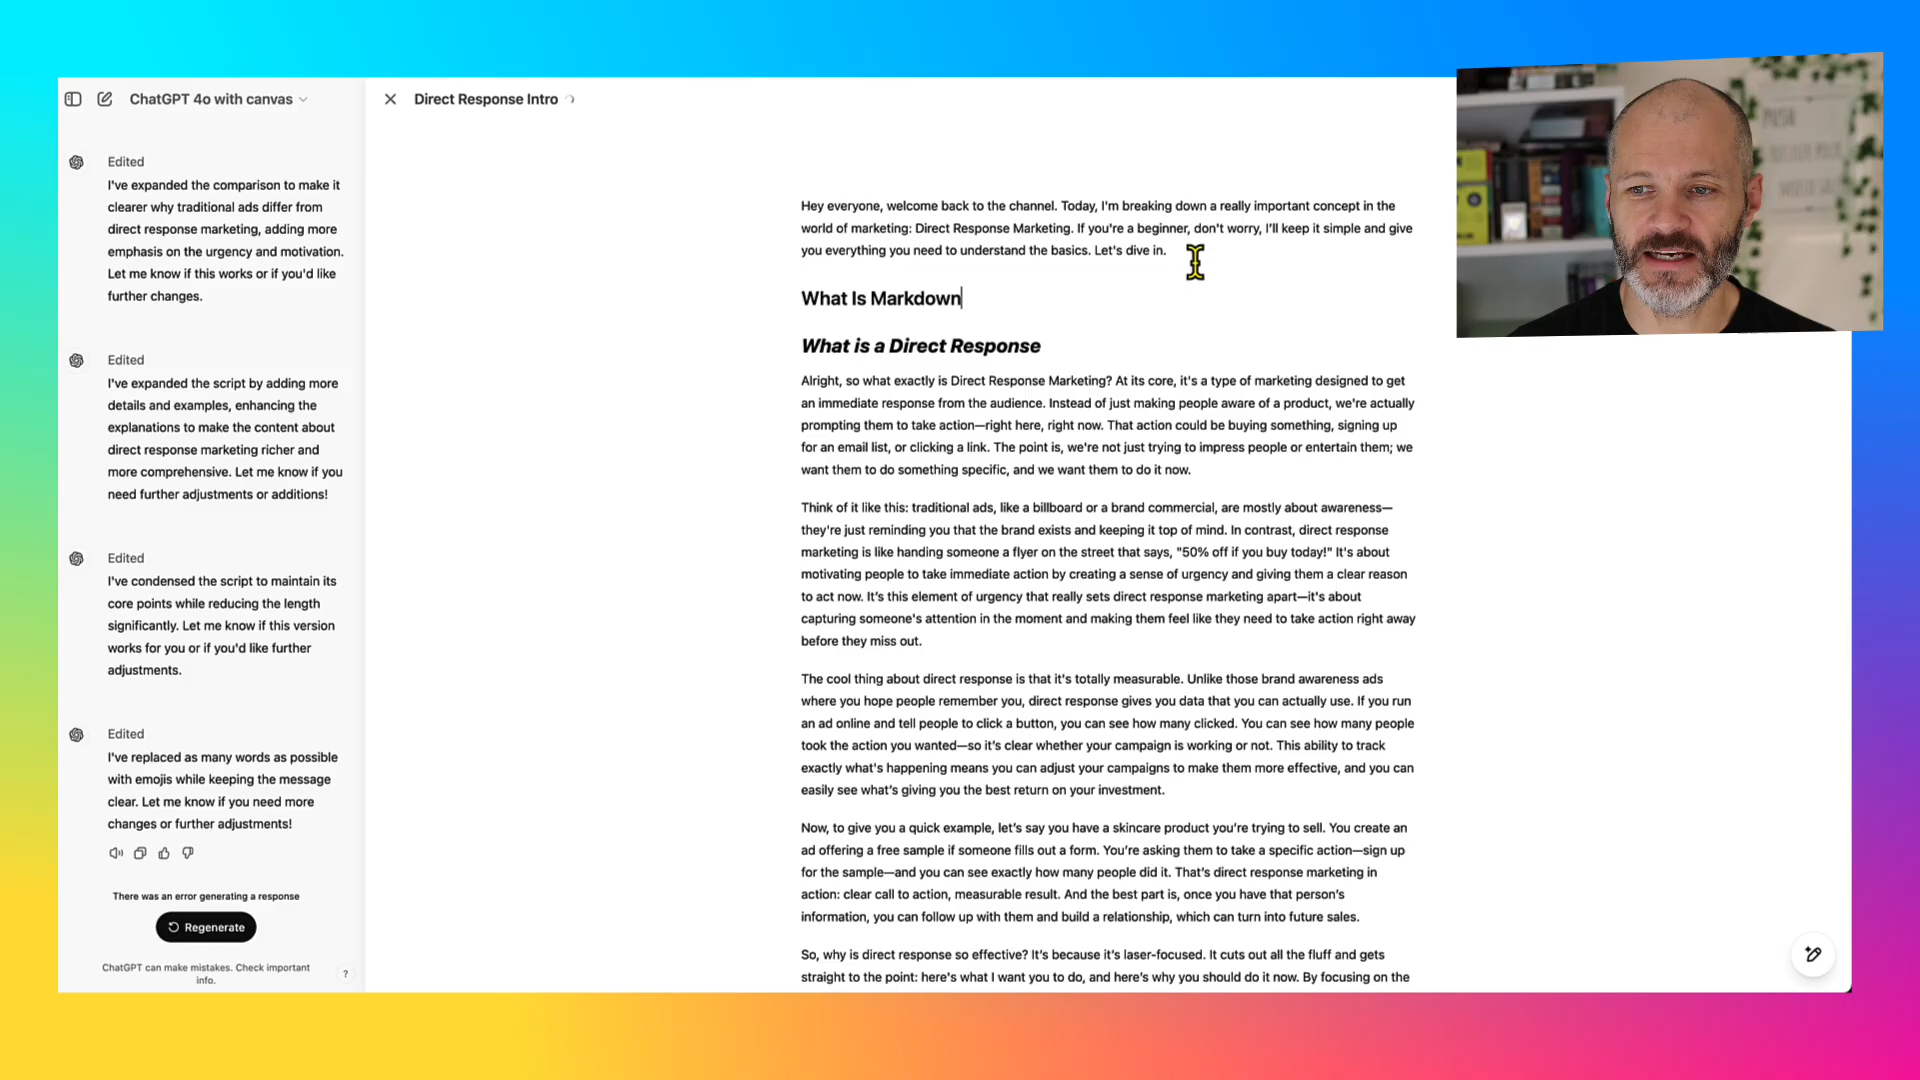 ChatGPT 4o with canvas
Edited
I've expanded the comparison to make it
clearer why traditional ads differ from
direct response marketing, adding more
emphasis on the urgency and motivation.
Let me know if this works or if you'd like
further changes.
Edited
I've expanded the script by adding more
details and examples, enhancing the
explanations to make the content about
direct response marketing richer and
more comprehensive. Let me know if you
need further adjustments or additions!
Edited
I've condensed the script to maintain its
core points while reducing the length
significantly. Let me know if this version
works for you or if you'd like further
adjustments.
Edited
I've replaced as many words as possible
with emojis while keeping the message
clear. Let me know if you need more
changes or further adjustments!
There was an error generating a response
Regenerate
ChatGPT can make mistakes. Check important
info.
?
Direct Response Intro
Hey everyone, welcome back to the channel. Today, I'm breaking down a really important concept in the
world of marketing: Direct Response Marketing. If you're a beginner, don't worry, I'll keep it simple and give
you everything you need to understand the basics. Let's dive in.
What Is Markdown
What is a Direct Response
Alright, so what exactly is Direct Response Marketing? At its core, it's a type of marketing designed to get
an immediate response from the audience. Instead of just making people aware of a product, we're actually
prompting them to take action—right here, right now. That action could be buying something, signing up
for an email list, or clicking a link. The point is, we're not just trying to impress people or entertain them; we
want them to do something specific, and we want them to do it now.
Think of it like this: traditional ads, like a billboard or a brand commercial, are mostly about awareness—
they're just reminding you that the brand exists and keeping it top of mind. In contrast, direct response
marketing is like handing someone a flyer on the street that says, "50% off if you buy today!" It's about
motivating people to take immediate action by creating a sense of urgency and giving them a clear reason
to act now. It's this element of urgency that really sets direct response marketing apart—it's about
capturing someone's attention in the moment and making them feel like they need to take action right away
before they miss out.
The cool thing about direct response is that it's totally measurable. Unlike those brand awareness ads
where you hope people remember you, direct response gives you data that you can actually use. If you run
an ad online and tell people to click a button, you can see how many clicked. You can see how many people
took the action you wanted—so it's clear whether your campaign is working or not. This ability to track
exactly what's happening means you can adjust your campaigns to make them more effective, and you can
easily see what's giving you the best return on your investment.
Now, to give you a quick example, let's say you have a skincare product you're trying to sell. You create an
ad offering a free sample if someone fills out a form. You're asking them to take a specific action—sign up
for the sample—and you can see exactly how many people did it. That's direct response marketing in
action: clear call to action, measurable result. And the best part is, once you have that person's
information, you can follow up with them and build a relationship, which can turn into future sales.
So, why is direct response so effective? It's because it's laser-focused. It cuts out all the fluff and gets
straight to the point: here's what I want you to do, and here's why you should do it now. By focusing on the